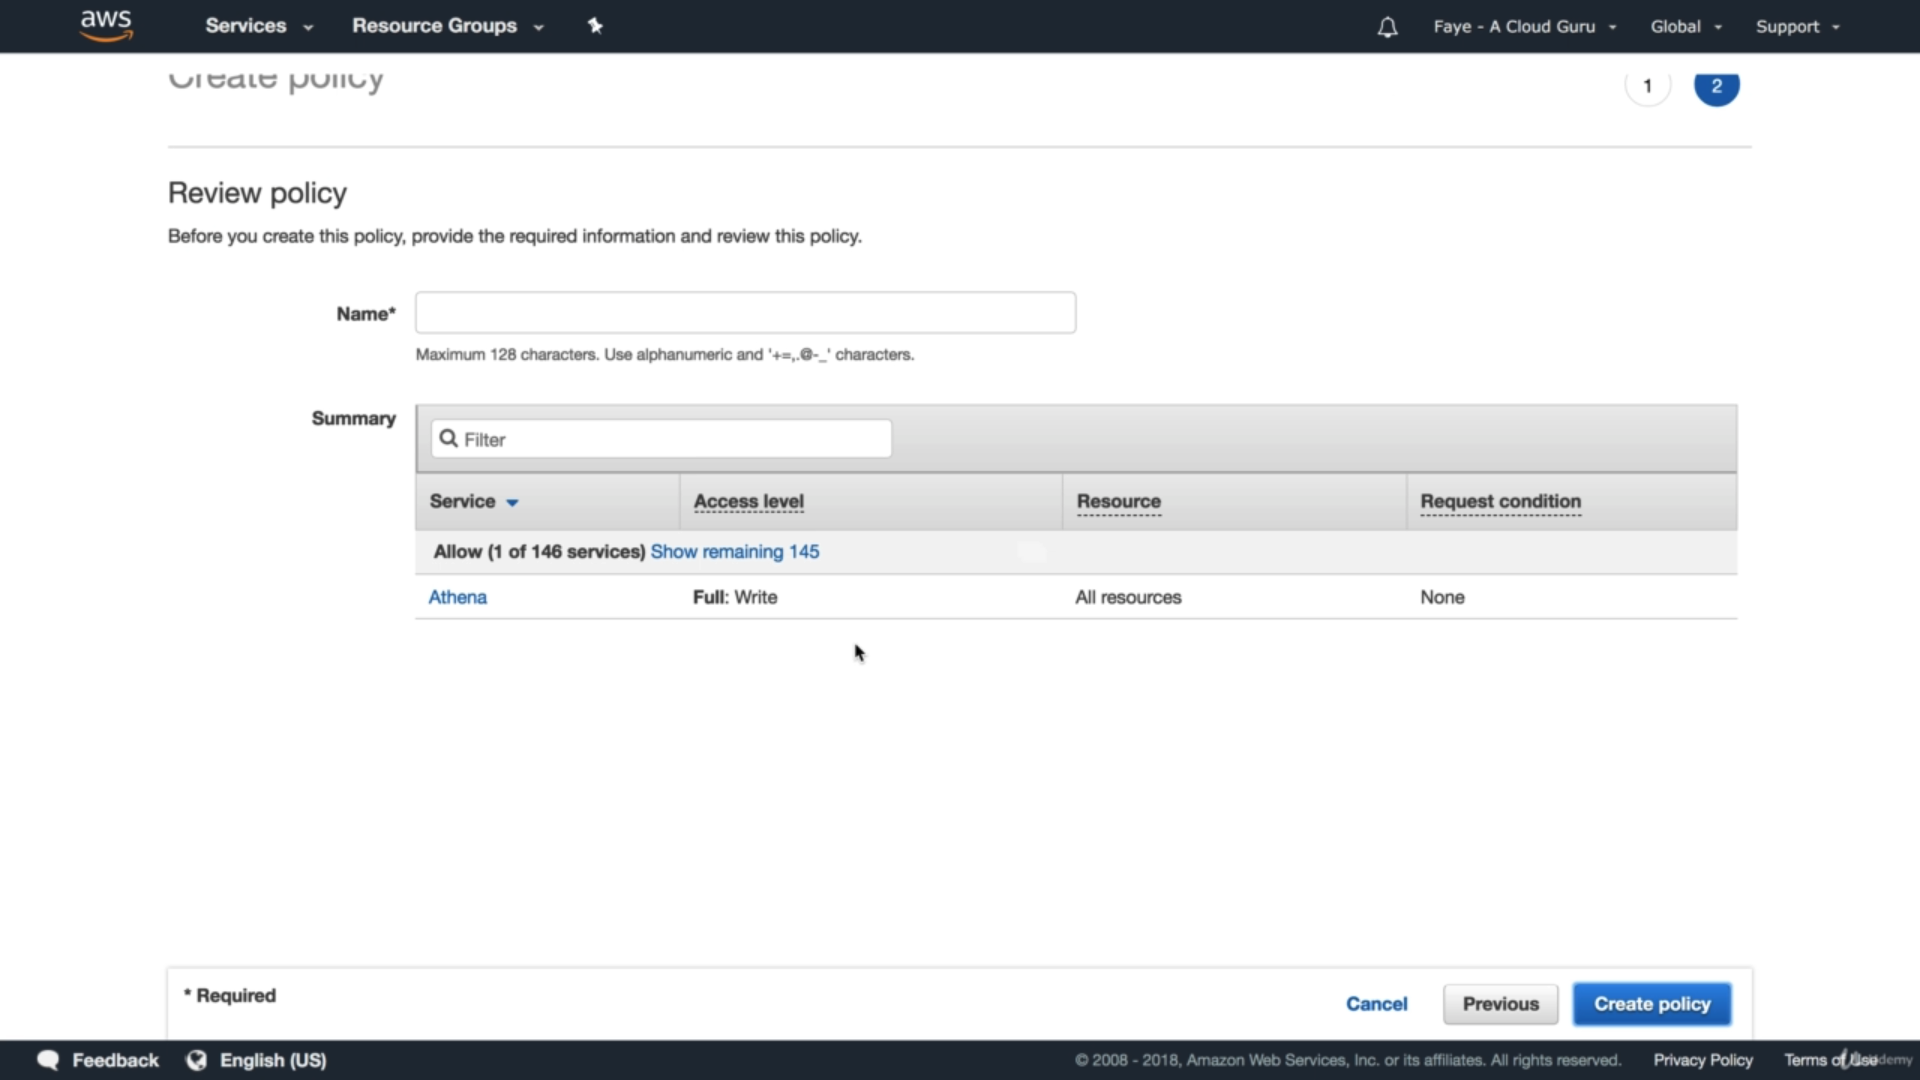 aws Services Resource Groups Faye - A Cloud Guru Global Support
Create policy 1 2
Review policy
Before you create this policy, provide the required information and review this policy.
Name*
Maximum 128 characters. Use alphanumeric and '+=,.@-_' characters.
Summary
Filter
Service Access level Resource Request condition
Allow (1 of 146 services) Show remaining 145
Athena Full: Write All resources None
* Required Cancel Previous Create policy
Feedback English (US) © 2008 - 2018, Amazon Web Services, Inc. or its affiliates. All rights reserved. Privacy Policy Terms of Use